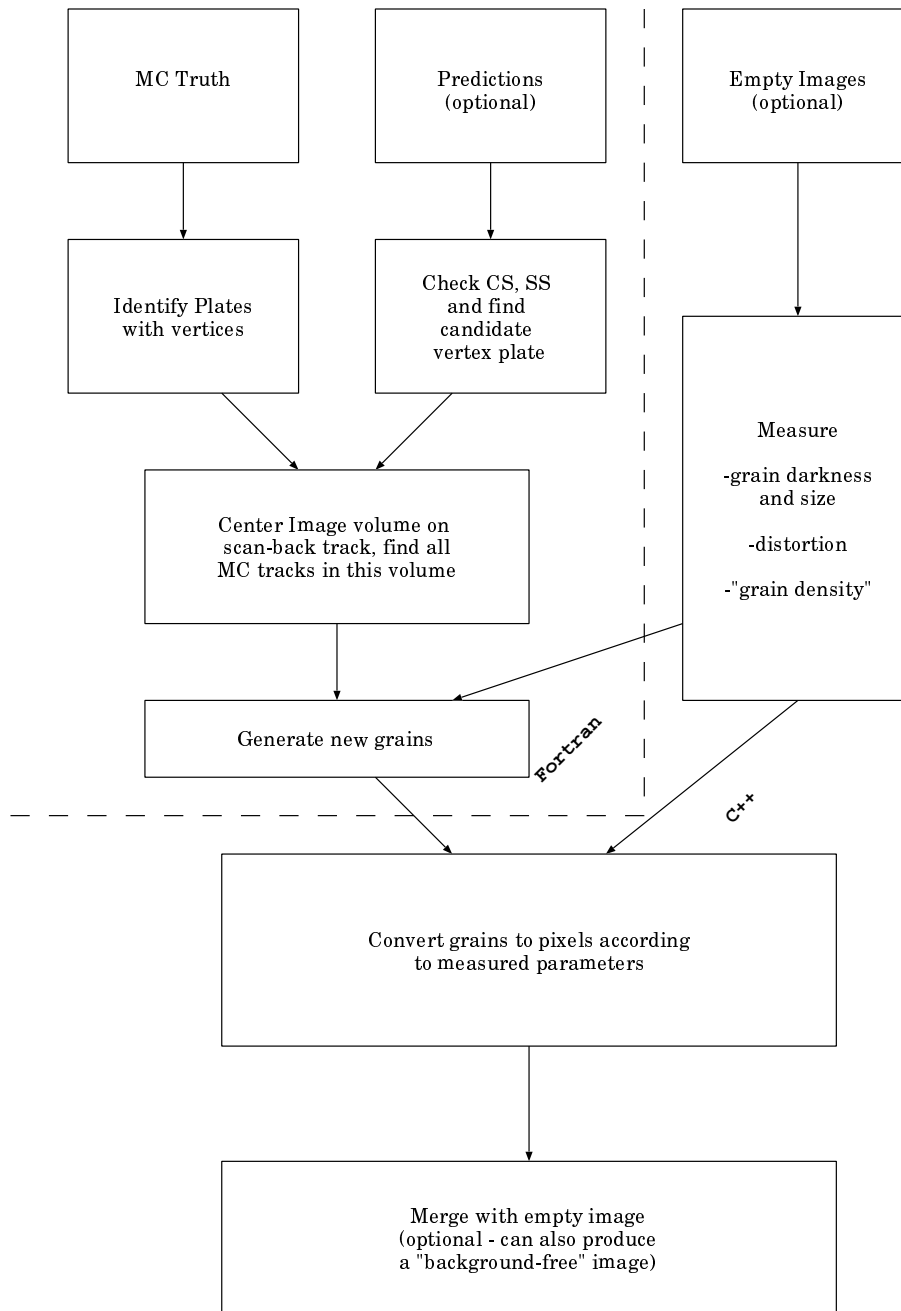 MC Truth
Predictions
(optional)
Empty Images
(optional)
Identify Plates
with vertices
Check CS, SS
and find
candidate
vertex plate
Measure
-grain darkness
and size
-distortion
-"grain density"
Center Image volume on
scan-back track, find all
MC tracks in this volume
Generate new grains
Fortran
C++
Convert grains to pixels according
to measured parameters
Merge with empty image
(optional - can also produce
a "background-free" image)